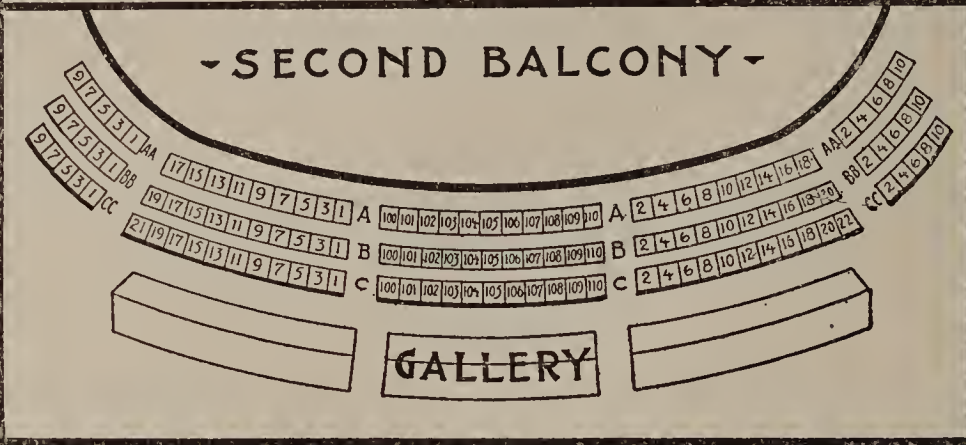 -SECOND BALCONY-
9 7 5 3 1 AA 17 15 13 11 9 7 5 3 1 A 100 101 102 103 104 105 106 107 108 109 110 A 2 4 6 8 10 12 14 16 18 AA 2 4 6 8 10
9 7 5 3 1 BB 19 17 15 13 11 9 7 5 3 1 B 100 101 102 103 104 105 106 107 108 109 110 B 2 4 6 8 10 12 14 16 18 20 BB 2 4 6 8 10
9 7 5 3 1 CC 21 19 17 15 13 11 9 7 5 3 1 C 100 101 102 103 104 105 106 107 108 109 110 C 2 4 6 8 10 12 14 16 18 20 22 CC 2 4 6 8 10
GALLERY